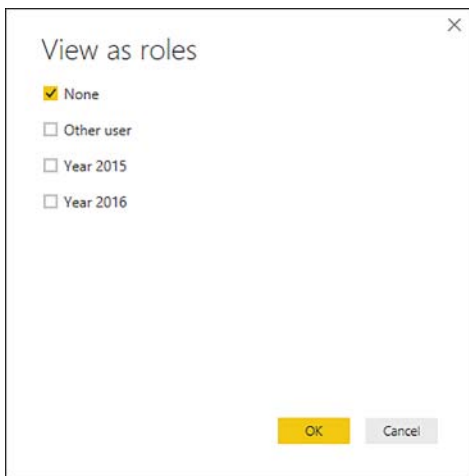 View as roles
None
Other user
Year 2015
Year 2016
OK Cancel